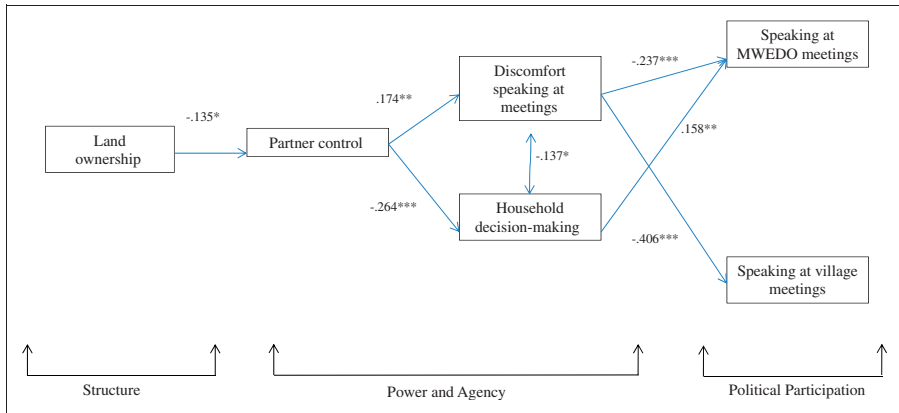 Speaking at
MWEDO meetings
-.237***
Discomfort
speaking at
meetings
.174**
-.135*
.158**
Land
ownership
Partner control
-.137*
-.264***
Household
decision-making
-.406***
Speaking at village
meetings
Structure
Power and Agency
Political Participation